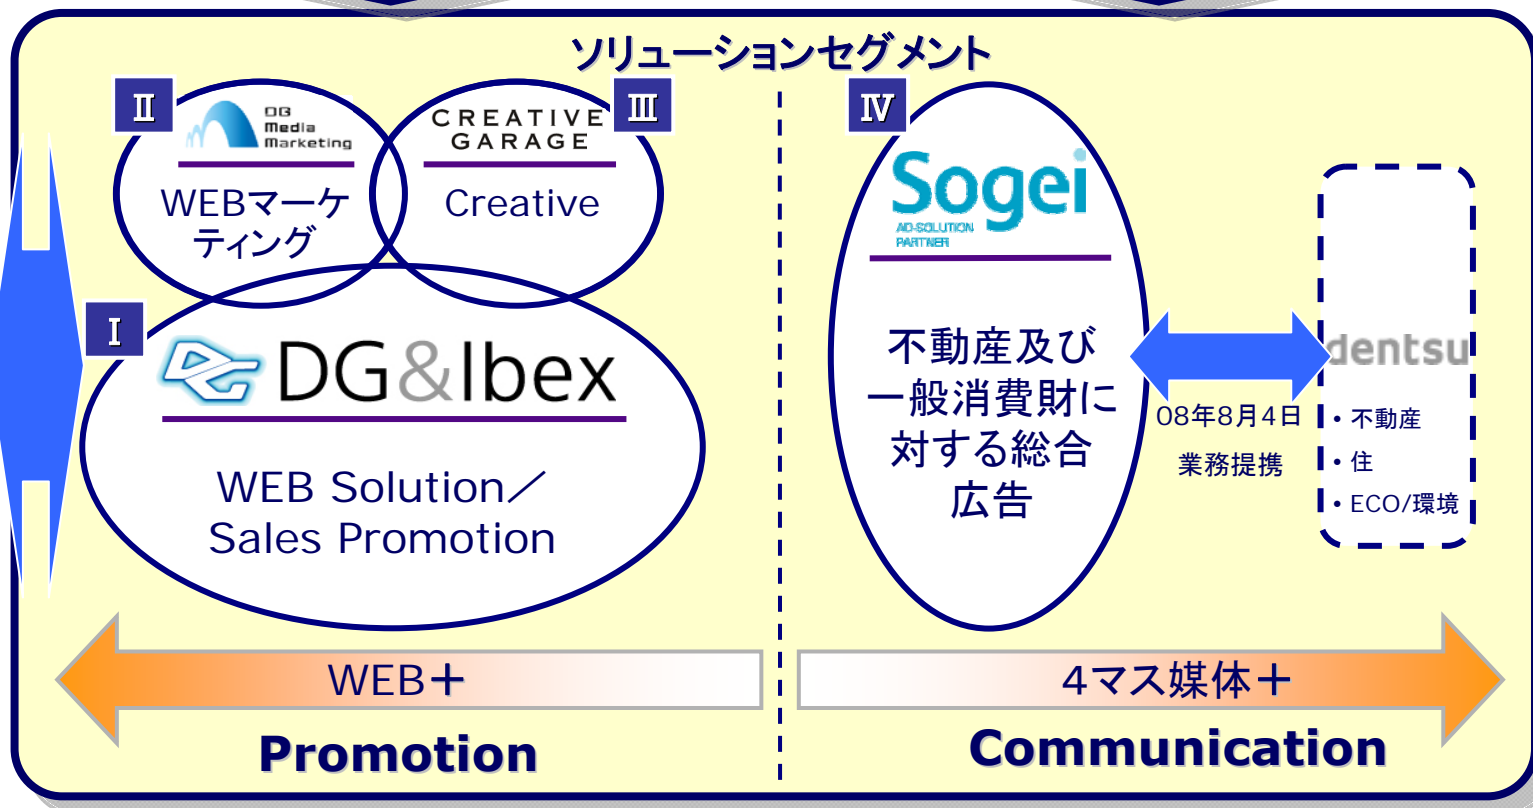 ソリューションセグメント
Ⅱ
DG
Media
Marketing
WEBマーケ
ティング
Ⅲ
CREATIVE
GARAGE
Creative
Ⅰ
DG&Ibex
WEB Solution／
Sales Promotion
Ⅳ
Sogei
AD-SOLUTION
PARTNER
不動産及び
一般消費財に
対する総合
広告
08年8月4日
業務提携
dentsu
・不動産
・住
・ECO/環境
WEB＋
4マス媒体＋
Promotion
Communication